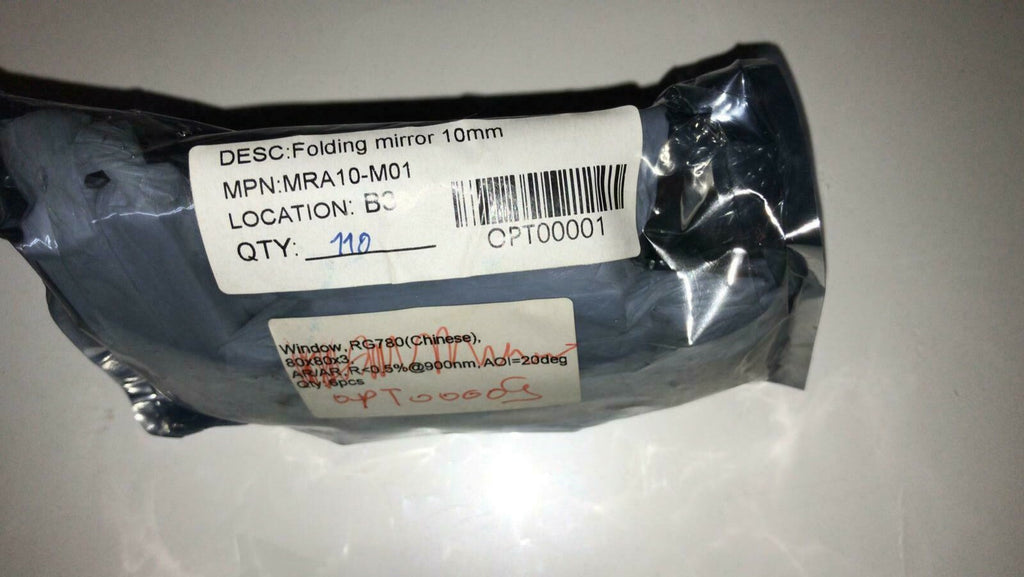 DESC:Folding mirror 10mm
MPN:MRA10-M01
LOCATION: B3
QTY: 110
OPT00001
Window, RG780(Chinese),
80x80x3
AR/AR, R<0.5%@900nm, AOI=20deg
Qty 6pcs
OPT00005